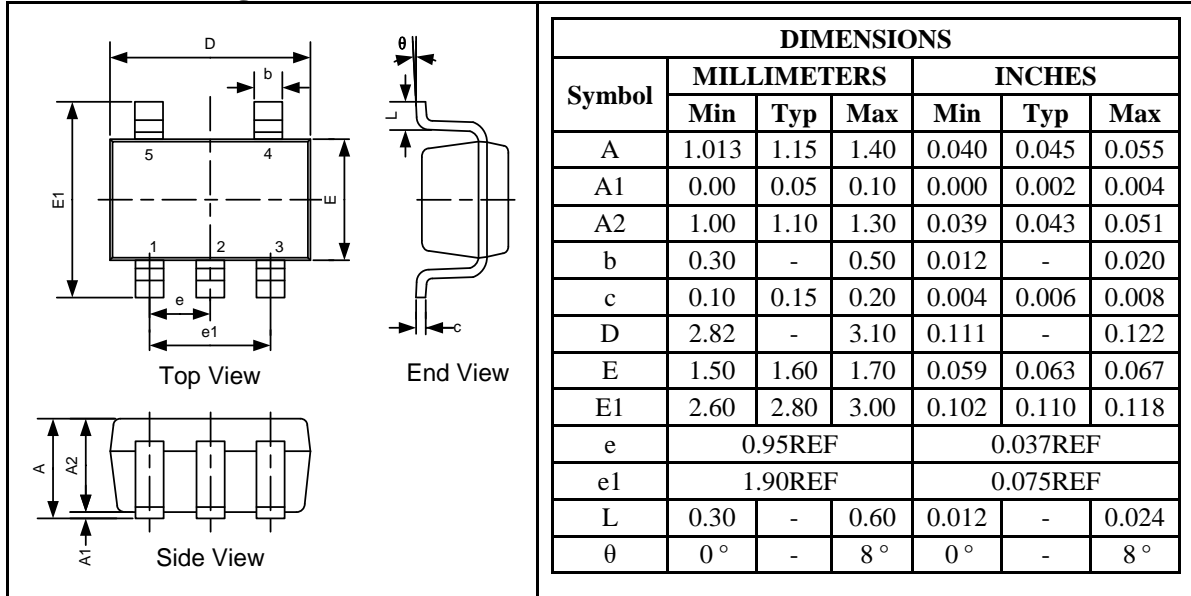 D
b
θ
L
5 4
E1
E
1 2 3
e
e1
c
Top View
End View
A
A2
A1
Side View
DIMENSIONS
Symbol MILLIMETERS INCHES
Min Typ Max Min Typ Max
A 1.013 1.15 1.40 0.040 0.045 0.055
A1 0.00 0.05 0.10 0.000 0.002 0.004
A2 1.00 1.10 1.30 0.039 0.043 0.051
b 0.30 - 0.50 0.012 - 0.020
c 0.10 0.15 0.20 0.004 0.006 0.008
D 2.82 - 3.10 0.111 - 0.122
E 1.50 1.60 1.70 0.059 0.063 0.067
E1 2.60 2.80 3.00 0.102 0.110 0.118
e 0.95REF 0.037REF
e1 1.90REF 0.075REF
L 0.30 - 0.60 0.012 - 0.024
θ 0 ° - 8 ° 0 ° - 8 °